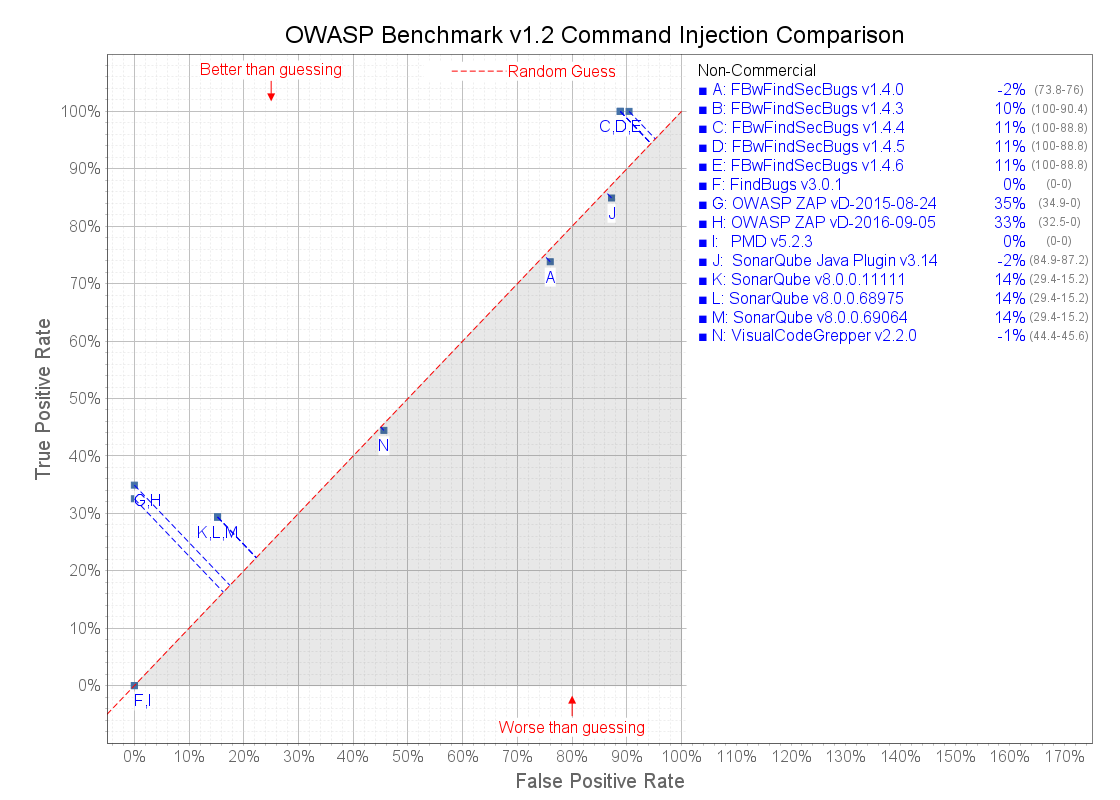 OWASP Benchmark v1.2 Command Injection Comparison
Better than guessing
Random Guess
Non-Commercial
A: FBwFindSecBugs v1.4.0 -2% (73.8-76)
B: FBwFindSecBugs v1.4.3 10% (100-90.4)
C: FBwFindSecBugs v1.4.4 11% (100-88.8)
D: FBwFindSecBugs v1.4.5 11% (100-88.8)
E: FBwFindSecBugs v1.4.6 11% (100-88.8)
F: FindBugs v3.0.1 0% (0-0)
G: OWASP ZAP vD-2015-08-24 35% (34.9-0)
H: OWASP ZAP vD-2016-09-05 33% (32.5-0)
I: PMD v5.2.3 0% (0-0)
J: SonarQube Java Plugin v3.14 -2% (84.9-87.2)
K: SonarQube v8.0.0.11111 14% (29.4-15.2)
L: SonarQube v8.0.0.68975 14% (29.4-15.2)
M: SonarQube v8.0.0.69064 14% (29.4-15.2)
N: VisualCodeGrepper v2.2.0 -1% (44.4-45.6)
100%
C,D,E
90%
J
80%
A
70%
60%
50%
N
40%
G,H
30%
K,L,M
20%
10%
0%
F,I
True Positive Rate
Worse than guessing
0% 10% 20% 30% 40% 50% 60% 70% 80% 90% 100% 110% 120% 130% 140% 150% 160% 170%
False Positive Rate